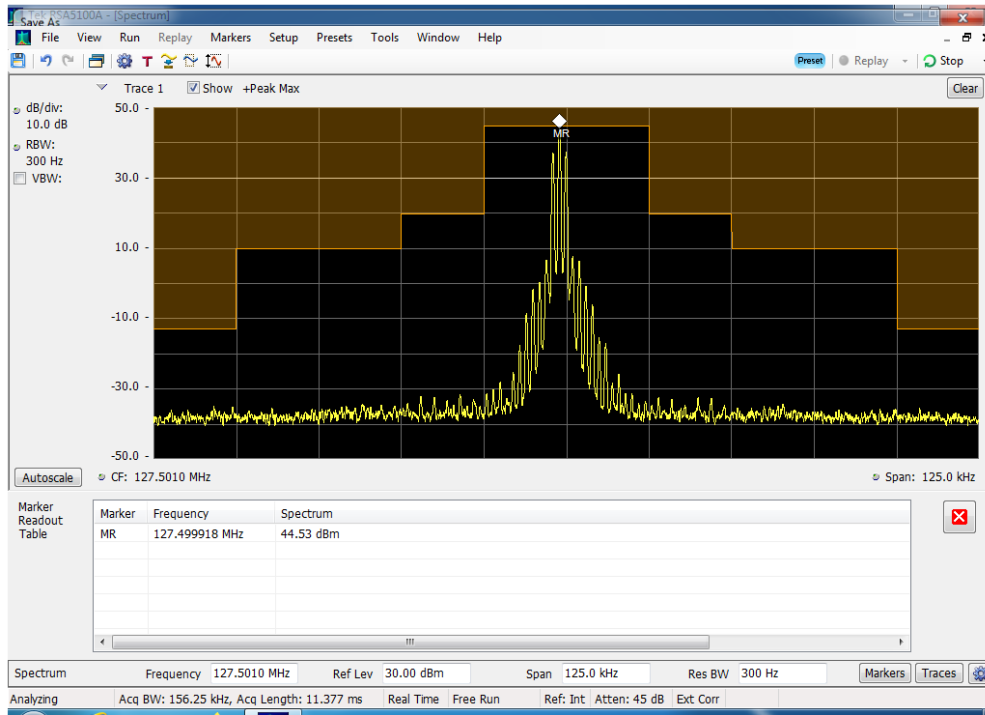 Tek RSA5100A - [Spectrum]
Save As
File View Run Replay Markers Setup Presets Tools Window Help
T Preset Replay Stop
Trace 1 Show +Peak Max Clear
dB/div:
10.0 dB
RBW:
300 Hz
VBW:
50.0 -
30.0 -
10.0 -
-10.0 -
-30.0 -
-50.0 -
MR
Autoscale CF: 127.5010 MHz Span: 125.0 kHz
Marker
Readout
Table
Marker Frequency Spectrum
MR 127.499918 MHz 44.53 dBm
Spectrum Frequency 127.5010 MHz Ref Lev 30.00 dBm Span 125.0 kHz Res BW 300 Hz Markers Traces
Analyzing Acq BW: 156.25 kHz, Acq Length: 11.377 ms Real Time Free Run Ref: Int Atten: 45 dB Ext Corr